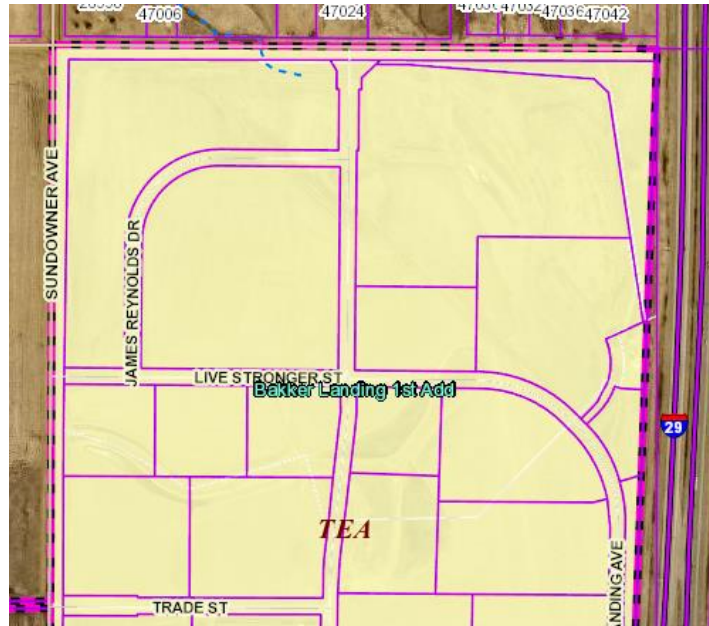 47006
47024
47036
47042
SUNDOWNER AVE
JAMES REYNOLDS DR
LIVE STRONGER ST
Bakker Landing 1st Add
29
TEA
TRADE ST
NDING AVE